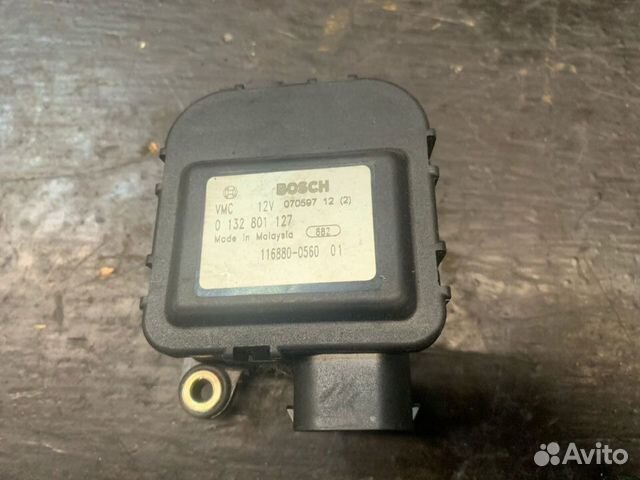 BOSCH
VMC 12V 070597 12 (2)
0 132 801 127
Made in Malaysia 882
116880-0560 01
Avito